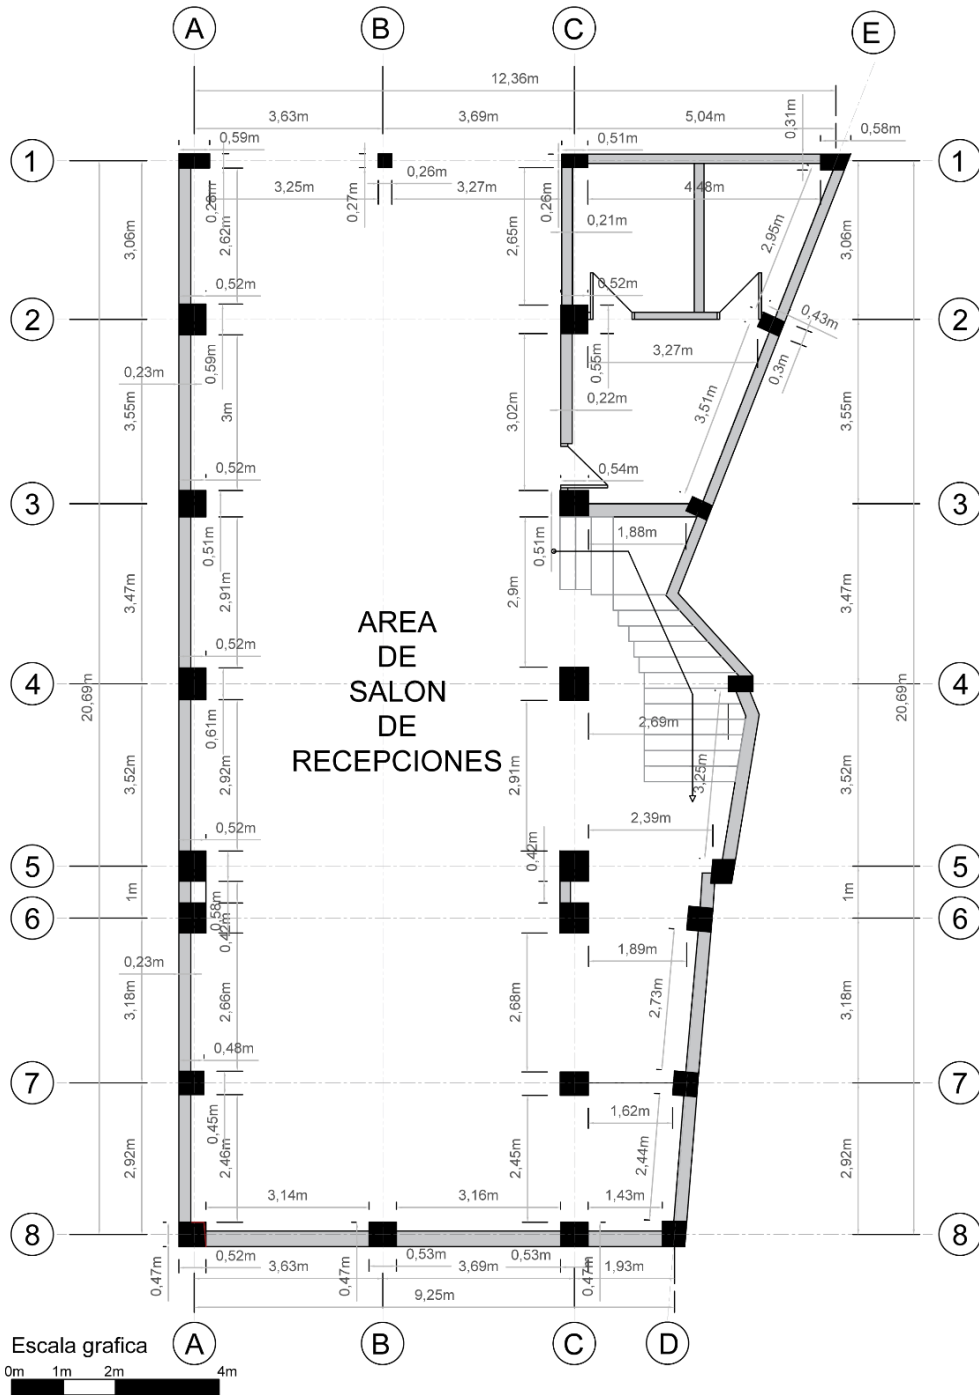 A B C E
12,36m
3,63m 3,69m 5,04m
0,59m 0,51m 0,31m 0,58m
1 1
0,26m
3,25m 0,27m 3,27m 0,26m 4,48m
0,28m
3,06m 2,62m 2,65m 0,21m 2,95m 3,06m
0,52m 0,52m
2 2
0,43m
0,59m 0,55m 3,27m 0,3m
0,23m
3,55m 3m 3,02m 0,22m 3,51m 3,55m
0,52m 0,54m
3 3
0,51m 0,51m 1,88m
3,47m 2,91m 2,9m 3,47m
AREA
DE
SALON
DE
RECEPCIONES
0,52m
4 4
20,69m 0,61m 2,69m 20,69m
3,52m 2,92m 2,91m 3,25m 3,52m
0,52m 2,39m
0,42m
5 5
1m 0,58m 1m
6 6
0,42m
0,23m 1,89m
3,18m 2,66m 2,68m 2,73m 3,18m
0,48m
7 7
0,45m 1,62m
2,92m 2,46m 2,45m 2,44m 2,92m
3,14m 3,16m 1,43m
8 8
0,52m 0,53m 0,53m
0,47m 3,63m 0,47m 3,69m 0,47m 1,93m
9,25m
A B C D
Escala grafica
0m 1m 2m 4m